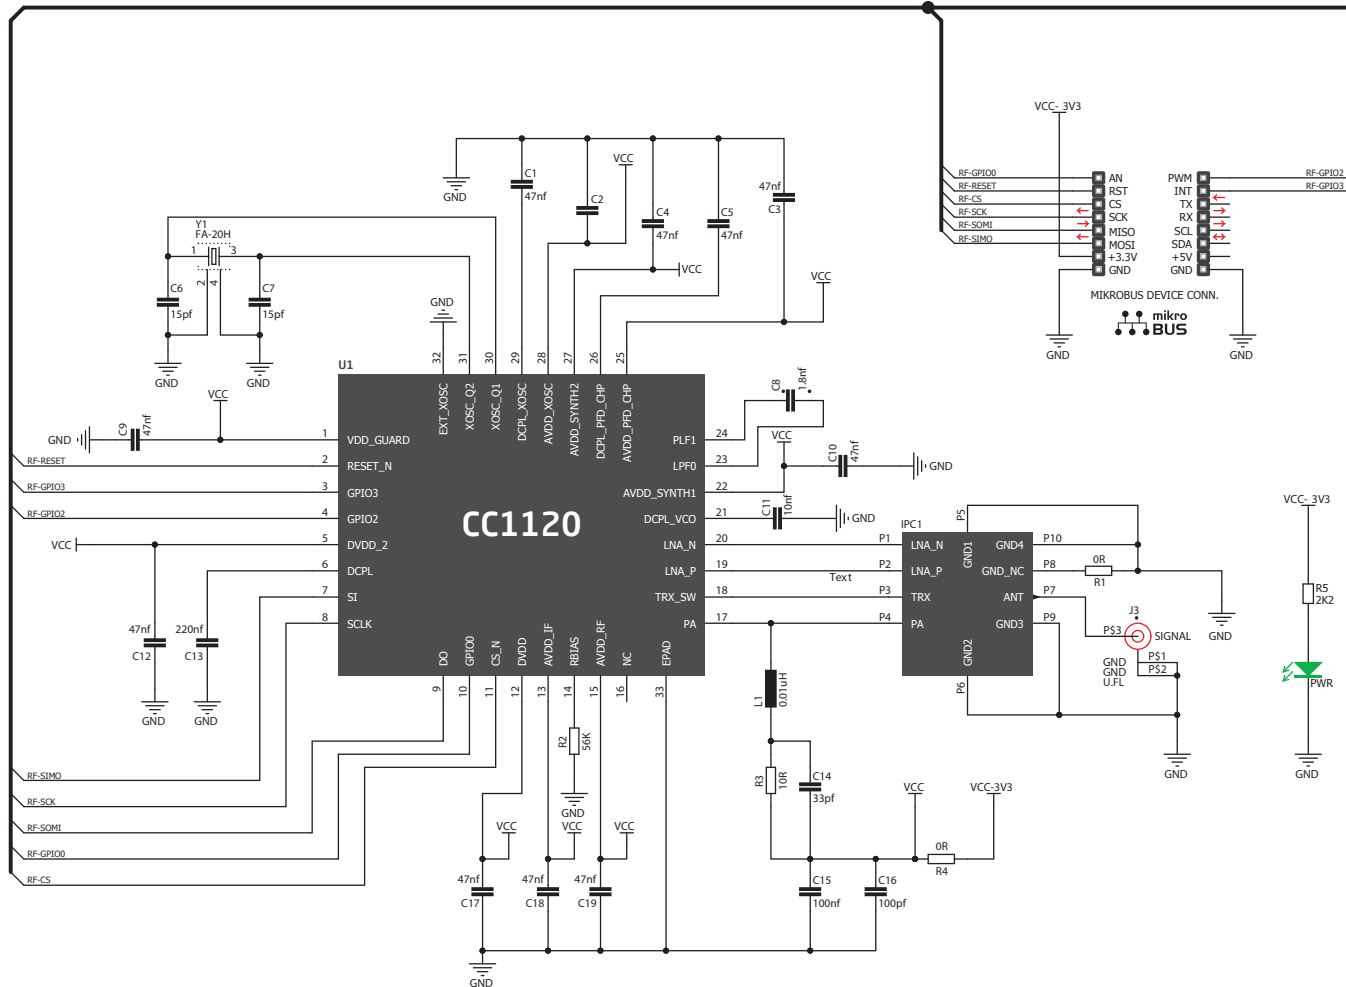 VCC- 3V3
RF-GPIO0
RF-RESET
RF-CS
RF-SCK
RF-SOMI
RF-SIMO
AN
RST
CS
SCK
MISO
MOSI
+3.3V
GND
PWM
INT
TX
RX
SCL
SDA
+5V
GND
RF-GPIO2
RF-GPIO3
MIKROBUS DEVICE CONN.
mikro
BUS
GND
GND
GND
C1
47nf
C2
VCC
C4
47nf
C5
47nf
47nf
C3
VCC
VCC
Y1
FA-20H
1
3
2
4
C6
15pf
C7
15pf
GND
GND
GND
VCC
GND
C9
47nf
U1
32
31
30
29
28
27
26
25
EXT_XOSC
XOSC_Q2
XOSC_Q1
DCPL_XOSC
AVDD_XOSC
AVDD_SYNTH2
DCPL_PFD_CHP
AVDD_PFD_CHP
1
VDD_GUARD
RF-RESET
2
RESET_N
RF-GPIO3
3
GPIO3
RF-GPIO2
4
GPIO2
VCC
5
DVDD_2
6
DCPL
7
SI
8
SCLK
CC1120
PLF1
24
LPF0
23
AVDD_SYNTH1
22
DCPL_VCO
21
LNA_N
20
LNA_P
19
TRX_SW
18
PA
17
DO
GPIO0
CS_N
DVDD
AVDD_IF
RBIAS
AVDD_RF
NC
EPAD
9
10
11
12
13
14
15
16
33
C8
1.8nf
VCC
C10
47nf
GND
C11
10nf
GND
Text
IPC1
P1
P2
P3
P4
LNA_N
LNA_P
TRX
PA
P5
GND1
GND4
GND_NC
ANT
GND3
GND2
P6
P10
P8
P7
P9
0R
R1
GND
J3
P$3
SIGNAL
GND
GND
U.FL
P$1
P$2
GND
VCC- 3V3
R5
2K2
PWR
GND
47nf
C12
220nf
C13
GND
GND
L1
0.01uH
R3
10R
C14
33pf
R2
56K
GND
RF-SIMO
RF-SCK
RF-SOMI
RF-GPIO0
RF-CS
VCC
VCC
VCC
47nf
C17
47nf
C18
47nf
C19
GND
C15
100nf
C16
100pf
VCC
VCC-3V3
0R
R4